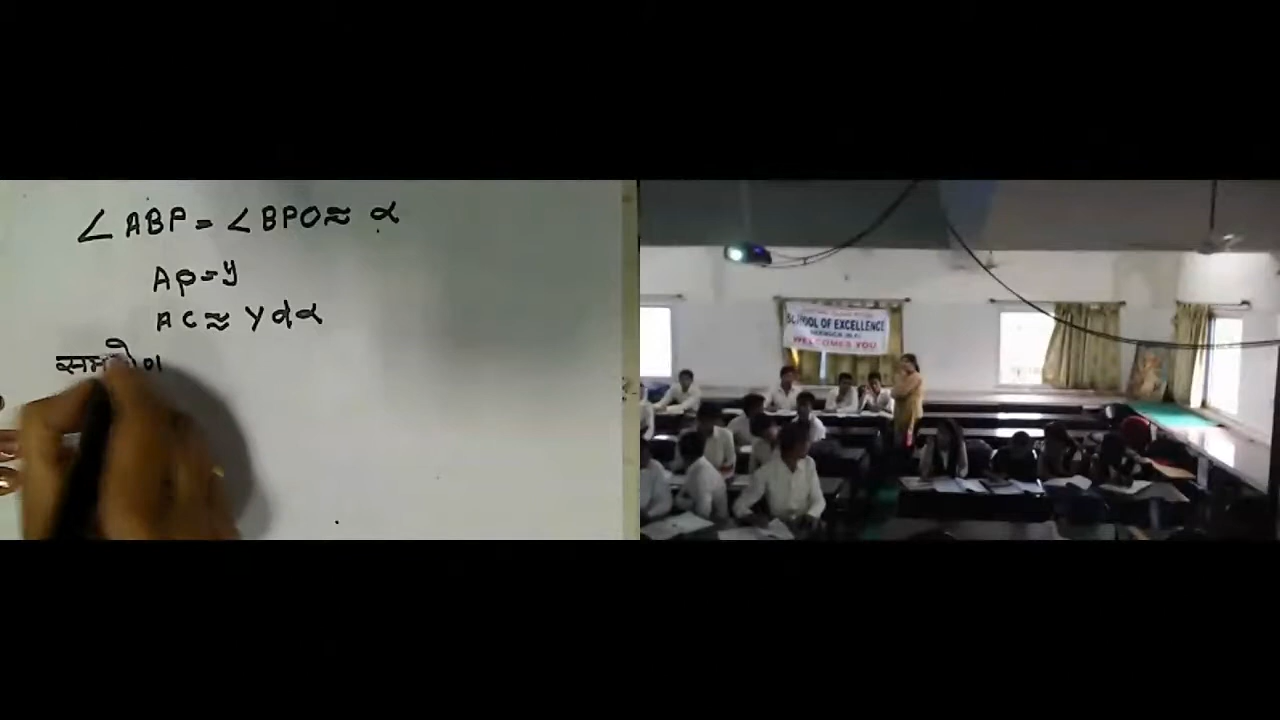 ∠ABP = ∠BPO ≈ α
AP = y
AC ≈ y dα
SCHOOL OF EXCELLENCE
WELCOMES YOU